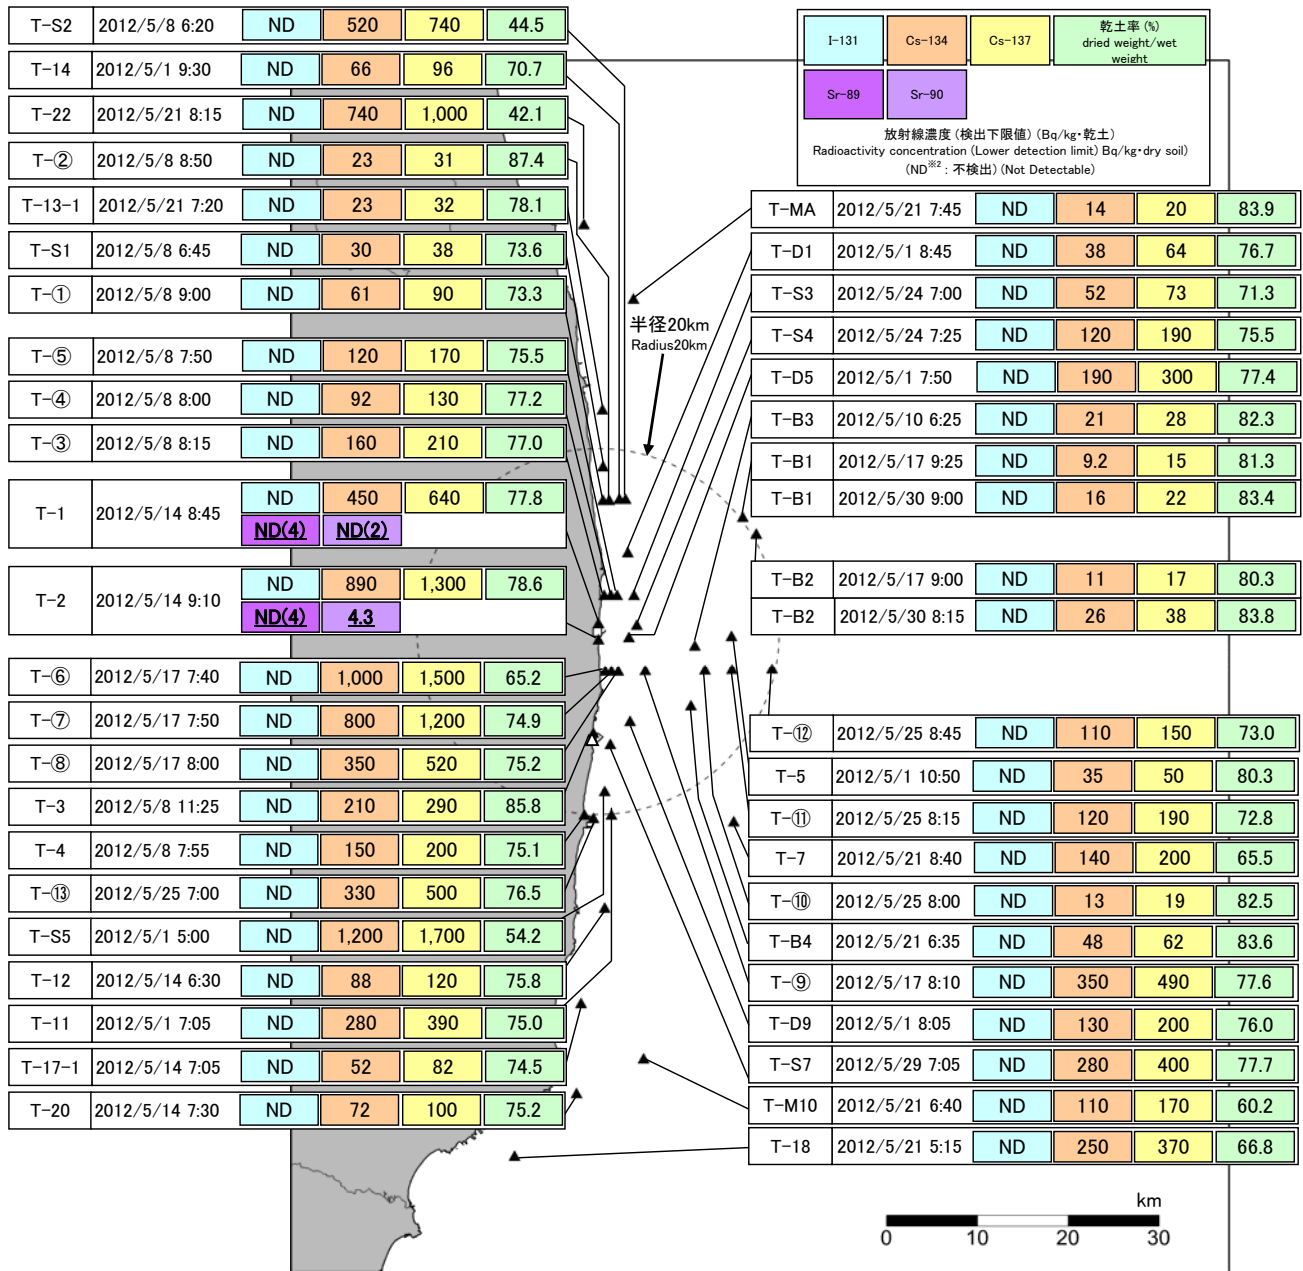 T-S2 2012/5/8 6:20 ND 520 740 44.5
T-14 2012/5/1 9:30 ND 66 96 70.7
T-22 2012/5/21 8:15 ND 740 1,000 42.1
T-② 2012/5/8 8:50 ND 23 31 87.4
T-13-1 2012/5/21 7:20 ND 23 32 78.1
T-S1 2012/5/8 6:45 ND 30 38 73.6
T-① 2012/5/8 9:00 ND 61 90 73.3
T-⑤ 2012/5/8 7:50 ND 120 170 75.5
T-④ 2012/5/8 8:00 ND 92 130 77.2
T-③ 2012/5/8 8:15 ND 160 210 77.0
T-1 2012/5/14 8:45 ND 450 640 77.8
ND(4) ND(2)
T-2 2012/5/14 9:10 ND 890 1,300 78.6
ND(4) 4.3
T-⑥ 2012/5/17 7:40 ND 1,000 1,500 65.2
T-⑦ 2012/5/17 7:50 ND 800 1,200 74.9
T-⑧ 2012/5/17 8:00 ND 350 520 75.2
T-3 2012/5/8 11:25 ND 210 290 85.8
T-4 2012/5/8 7:55 ND 150 200 75.1
T-⑬ 2012/5/25 7:00 ND 330 500 76.5
T-S5 2012/5/1 5:00 ND 1,200 1,700 54.2
T-12 2012/5/14 6:30 ND 88 120 75.8
T-11 2012/5/1 7:05 ND 280 390 75.0
T-17-1 2012/5/14 7:05 ND 52 82 74.5
T-20 2012/5/14 7:30 ND 72 100 75.2
I-131 Cs-134 Cs-137 乾土率 (%)
dried weight/wet
weight
Sr-89 Sr-90
放射線濃度 (検出下限値) (Bq/kg・乾土)
Radioactivity concentration (Lower detection limit) Bq/kg・dry soil)
(ND※2 : 不検出) (Not Detectable)
半径20km
Radius20km
T-MA 2012/5/21 7:45 ND 14 20 83.9
T-D1 2012/5/1 8:45 ND 38 64 76.7
T-S3 2012/5/24 7:00 ND 52 73 71.3
T-S4 2012/5/24 7:25 ND 120 190 75.5
T-D5 2012/5/1 7:50 ND 190 300 77.4
T-B3 2012/5/10 6:25 ND 21 28 82.3
T-B1 2012/5/17 9:25 ND 9.2 15 81.3
T-B1 2012/5/30 9:00 ND 16 22 83.4
T-B2 2012/5/17 9:00 ND 11 17 80.3
T-B2 2012/5/30 8:15 ND 26 38 83.8
T-⑫ 2012/5/25 8:45 ND 110 150 73.0
T-5 2012/5/1 10:50 ND 35 50 80.3
T-⑪ 2012/5/25 8:15 ND 120 190 72.8
T-7 2012/5/21 8:40 ND 140 200 65.5
T-⑩ 2012/5/25 8:00 ND 13 19 82.5
T-B4 2012/5/21 6:35 ND 48 62 83.6
T-⑨ 2012/5/17 8:10 ND 350 490 77.6
T-D9 2012/5/1 8:05 ND 130 200 76.0
T-S7 2012/5/29 7:05 ND 280 400 77.7
T-M10 2012/5/21 6:40 ND 110 170 60.2
T-18 2012/5/21 5:15 ND 250 370 66.8
km
0 10 20 30